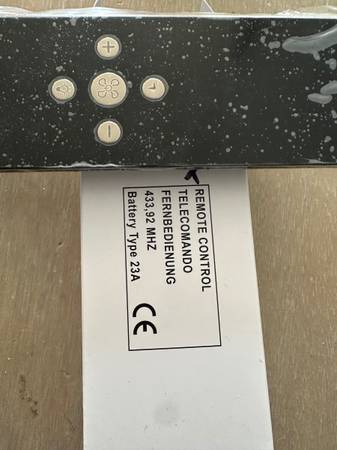 +
−
REMOTE CONTROL
TELECOMANDO
FERNBEDIENUNG
433,92 MHZ
Battery Type 23A
CE